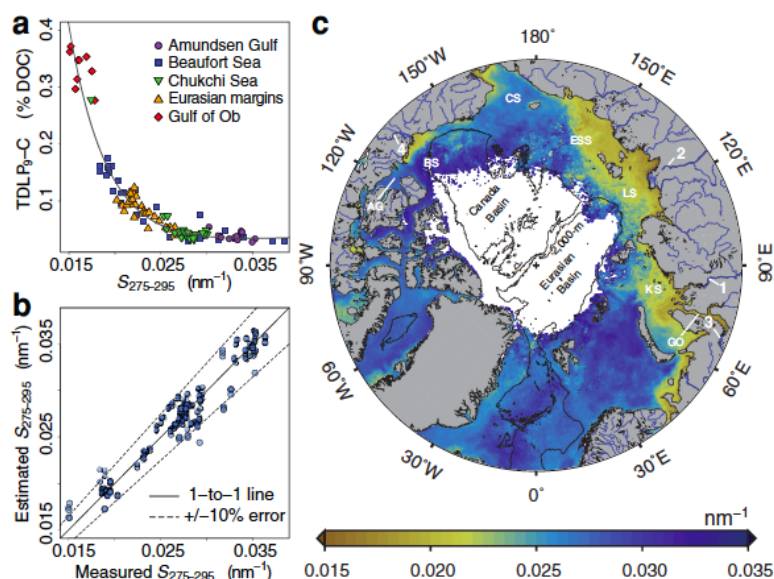 a
TDL P9–C (% DOC)
0.4
0.3
0.2
0.1
Amundsen Gulf
Beaufort Sea
Chukchi Sea
Eurasian margins
Gulf of Ob
0.015 0.025 0.035
S275–295 (nm−1)
b
Estimated S275–295 (nm−1)
0.035
0.025
0.015
1–to–1 line
+/–10% error
0.015 0.025 0.035
Measured S275–295 (nm−1)
c
180˚
150˚W
150˚E
120˚W
120˚E
90˚W
90˚E
60˚W
60˚E
30˚W
30˚E
0˚
CS
ESS
BS
LS
AG
KS
GO
4
2
1
3
Canada
Basin
2,000-m
Eurasian
Basin
nm−1
0.015 0.020 0.025 0.030 0.035